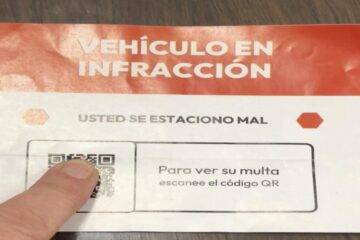 VEHÍCULO EN
INFRACCIÓN
USTED SE ESTACIONO MAL
Para ver su multa
escanee el código QR